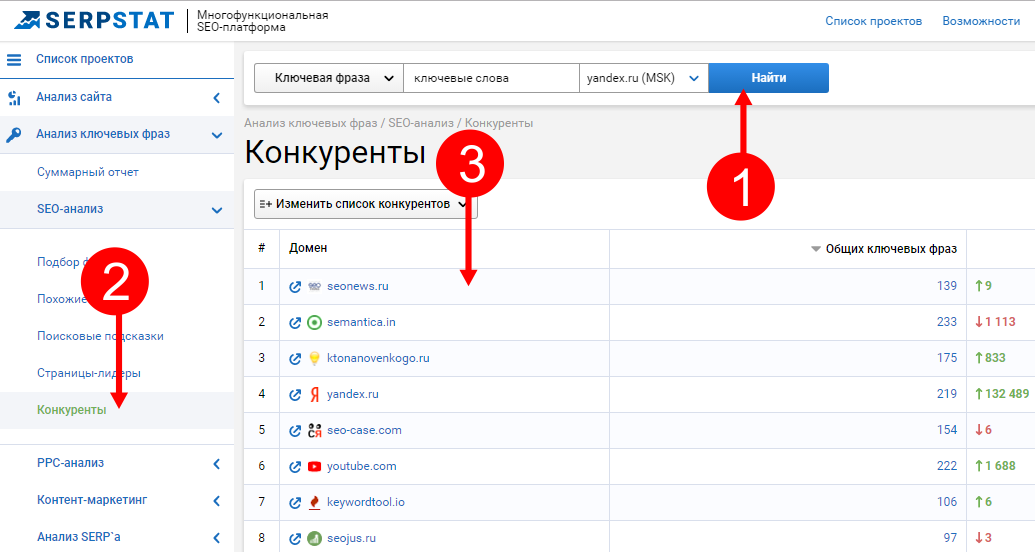 SERPSTAT
Многофункциональная
SEO-платформа
Список проектов
Возможности
Список проектов
Анализ сайта
Анализ ключевых фраз
Суммарный отчет
SEO-анализ
Подбор
Похожие
Поисковые подсказки
Страницы-лидеры
Конкуренты
PPC-анализ
Контент-маркетинг
Анализ SERP`а
Ключевая фраза
ключевые слова
yandex.ru (MSK)
Найти
Анализ ключевых фраз / SEO-анализ / Конкуренты
Конкуренты
Изменить список конкурентов
1
2
3
# Домен Общих ключевых фраз
1 seonews.ru 139 9
2 semantica.in 233 1 113
3 ktonanovenkogo.ru 175 833
4 yandex.ru 219 132 489
5 seo-case.com 154 6
6 youtube.com 222 1 688
7 keywordtool.io 106 6
8 seojus.ru 97 3